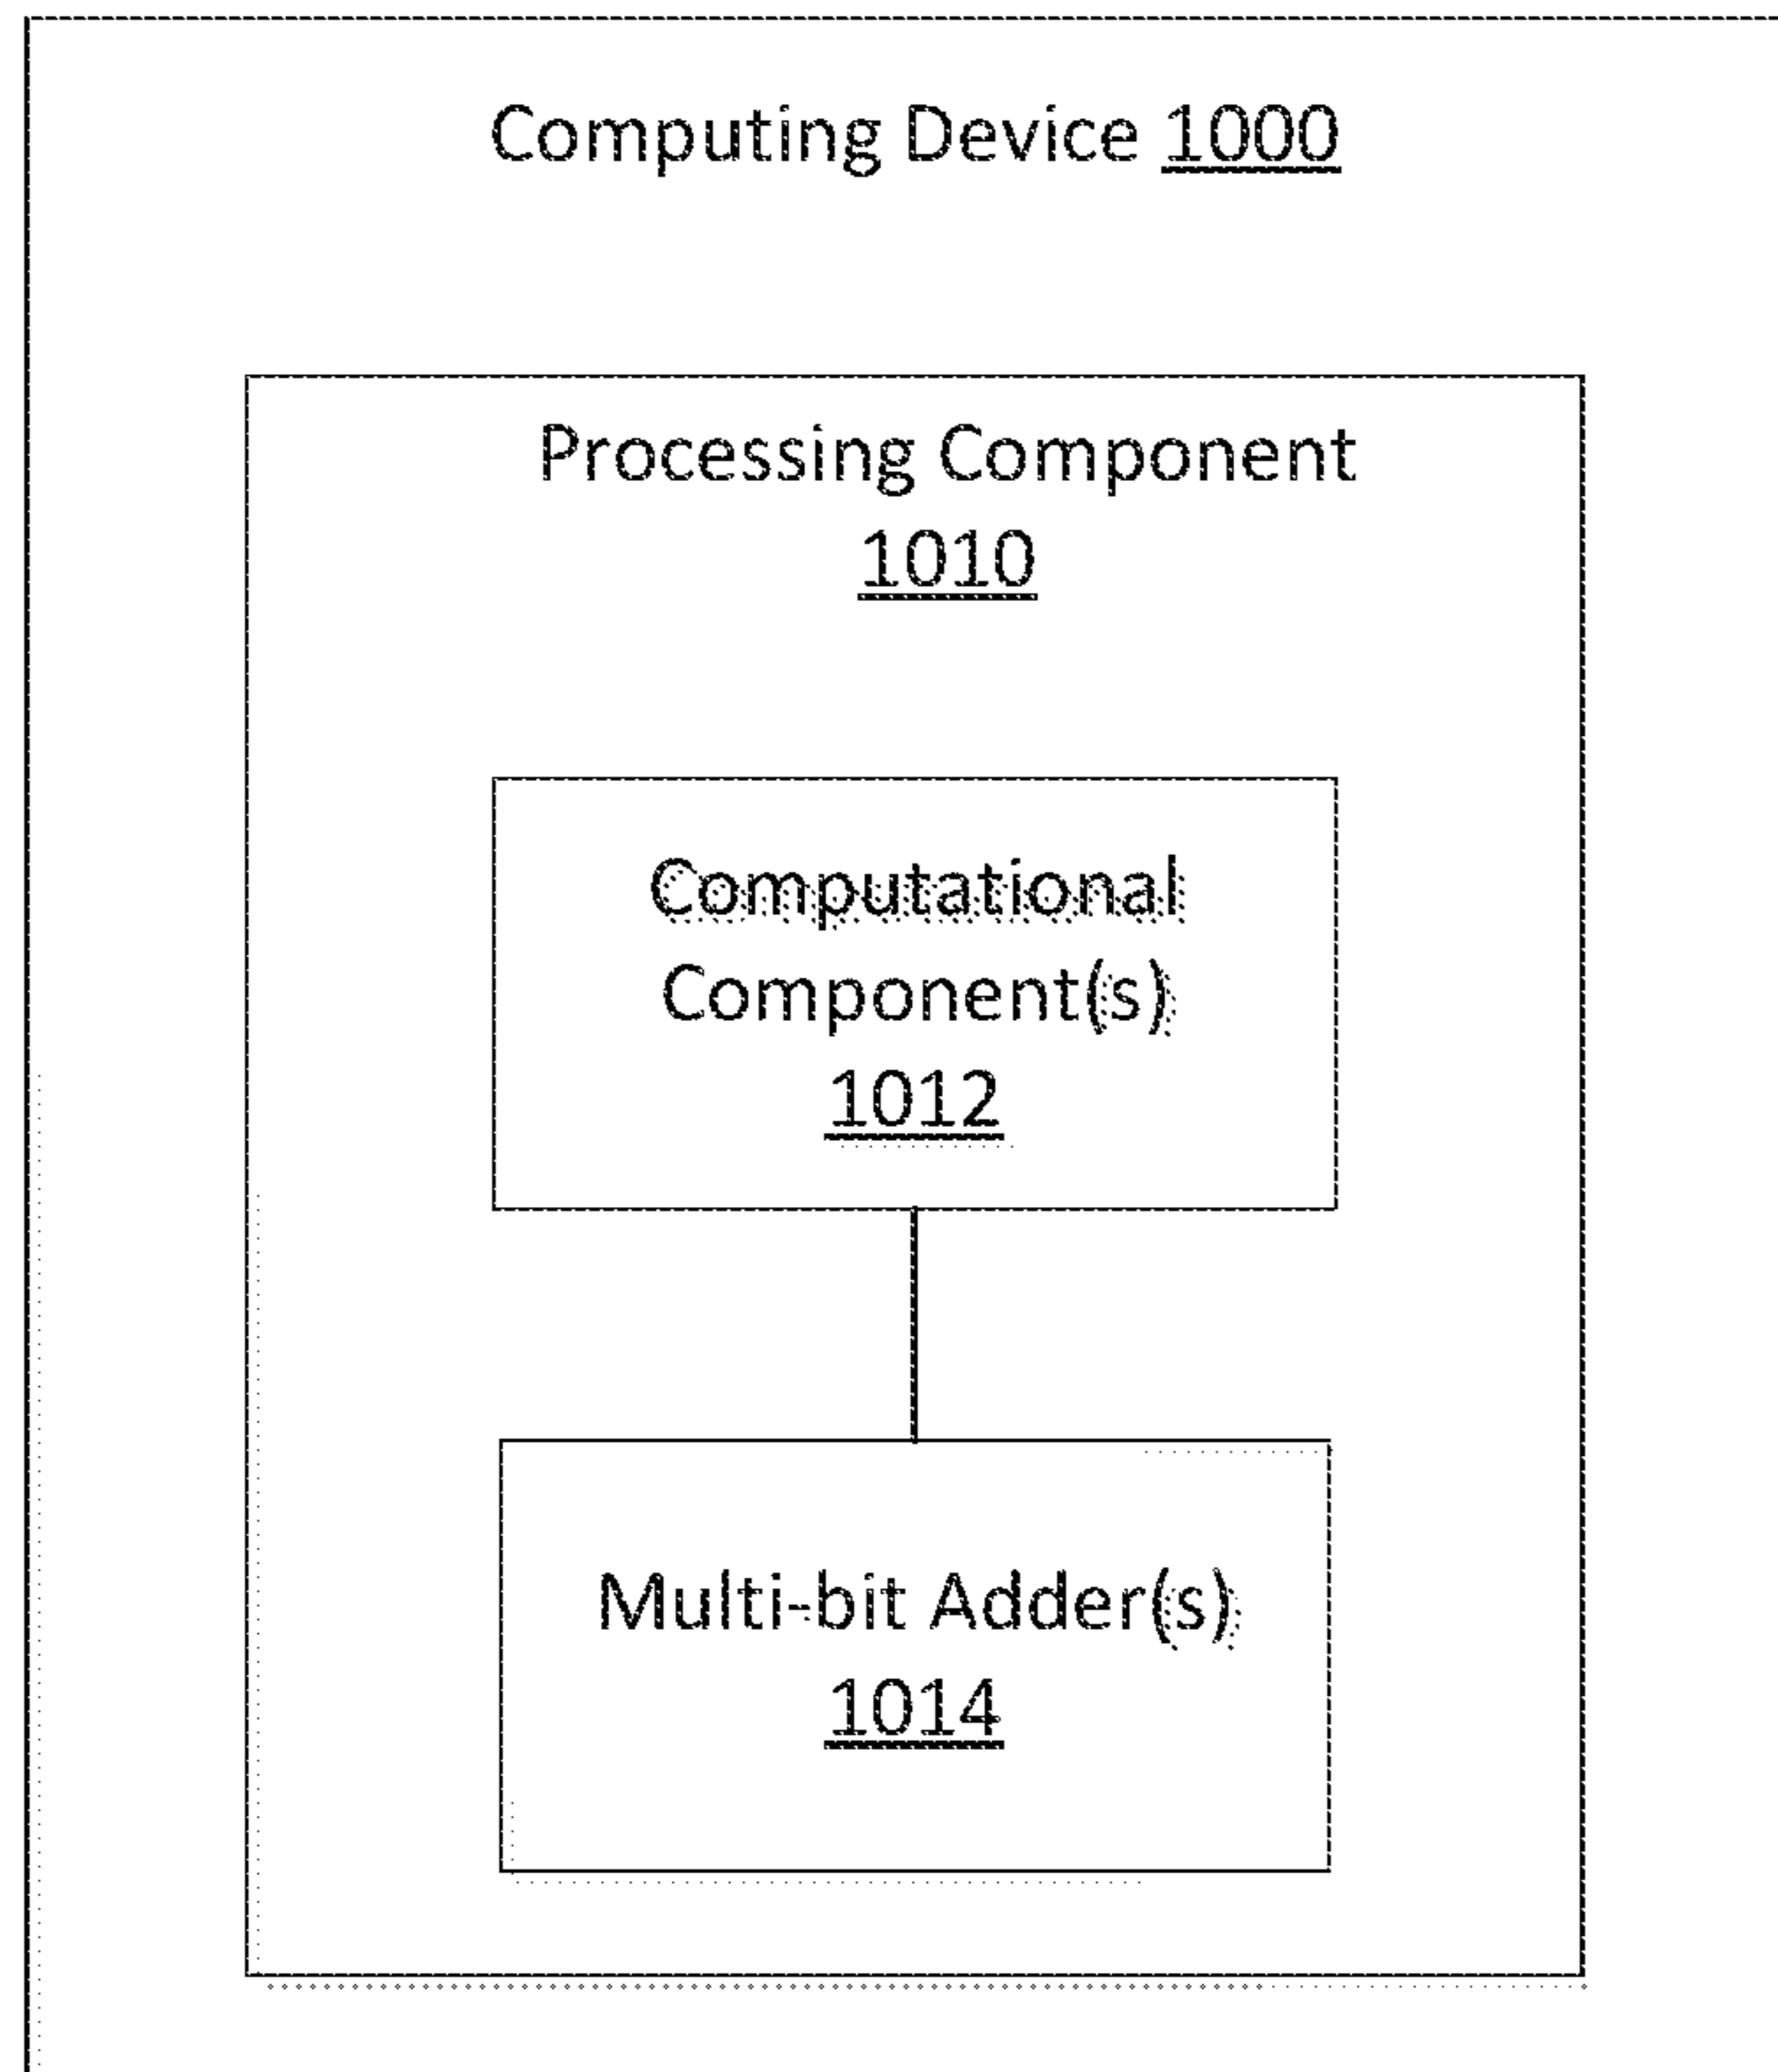 Computing Device 1000
Processing Component
1010
Computational
Component(s)
1012
Multi-bit Adder(s)
1014